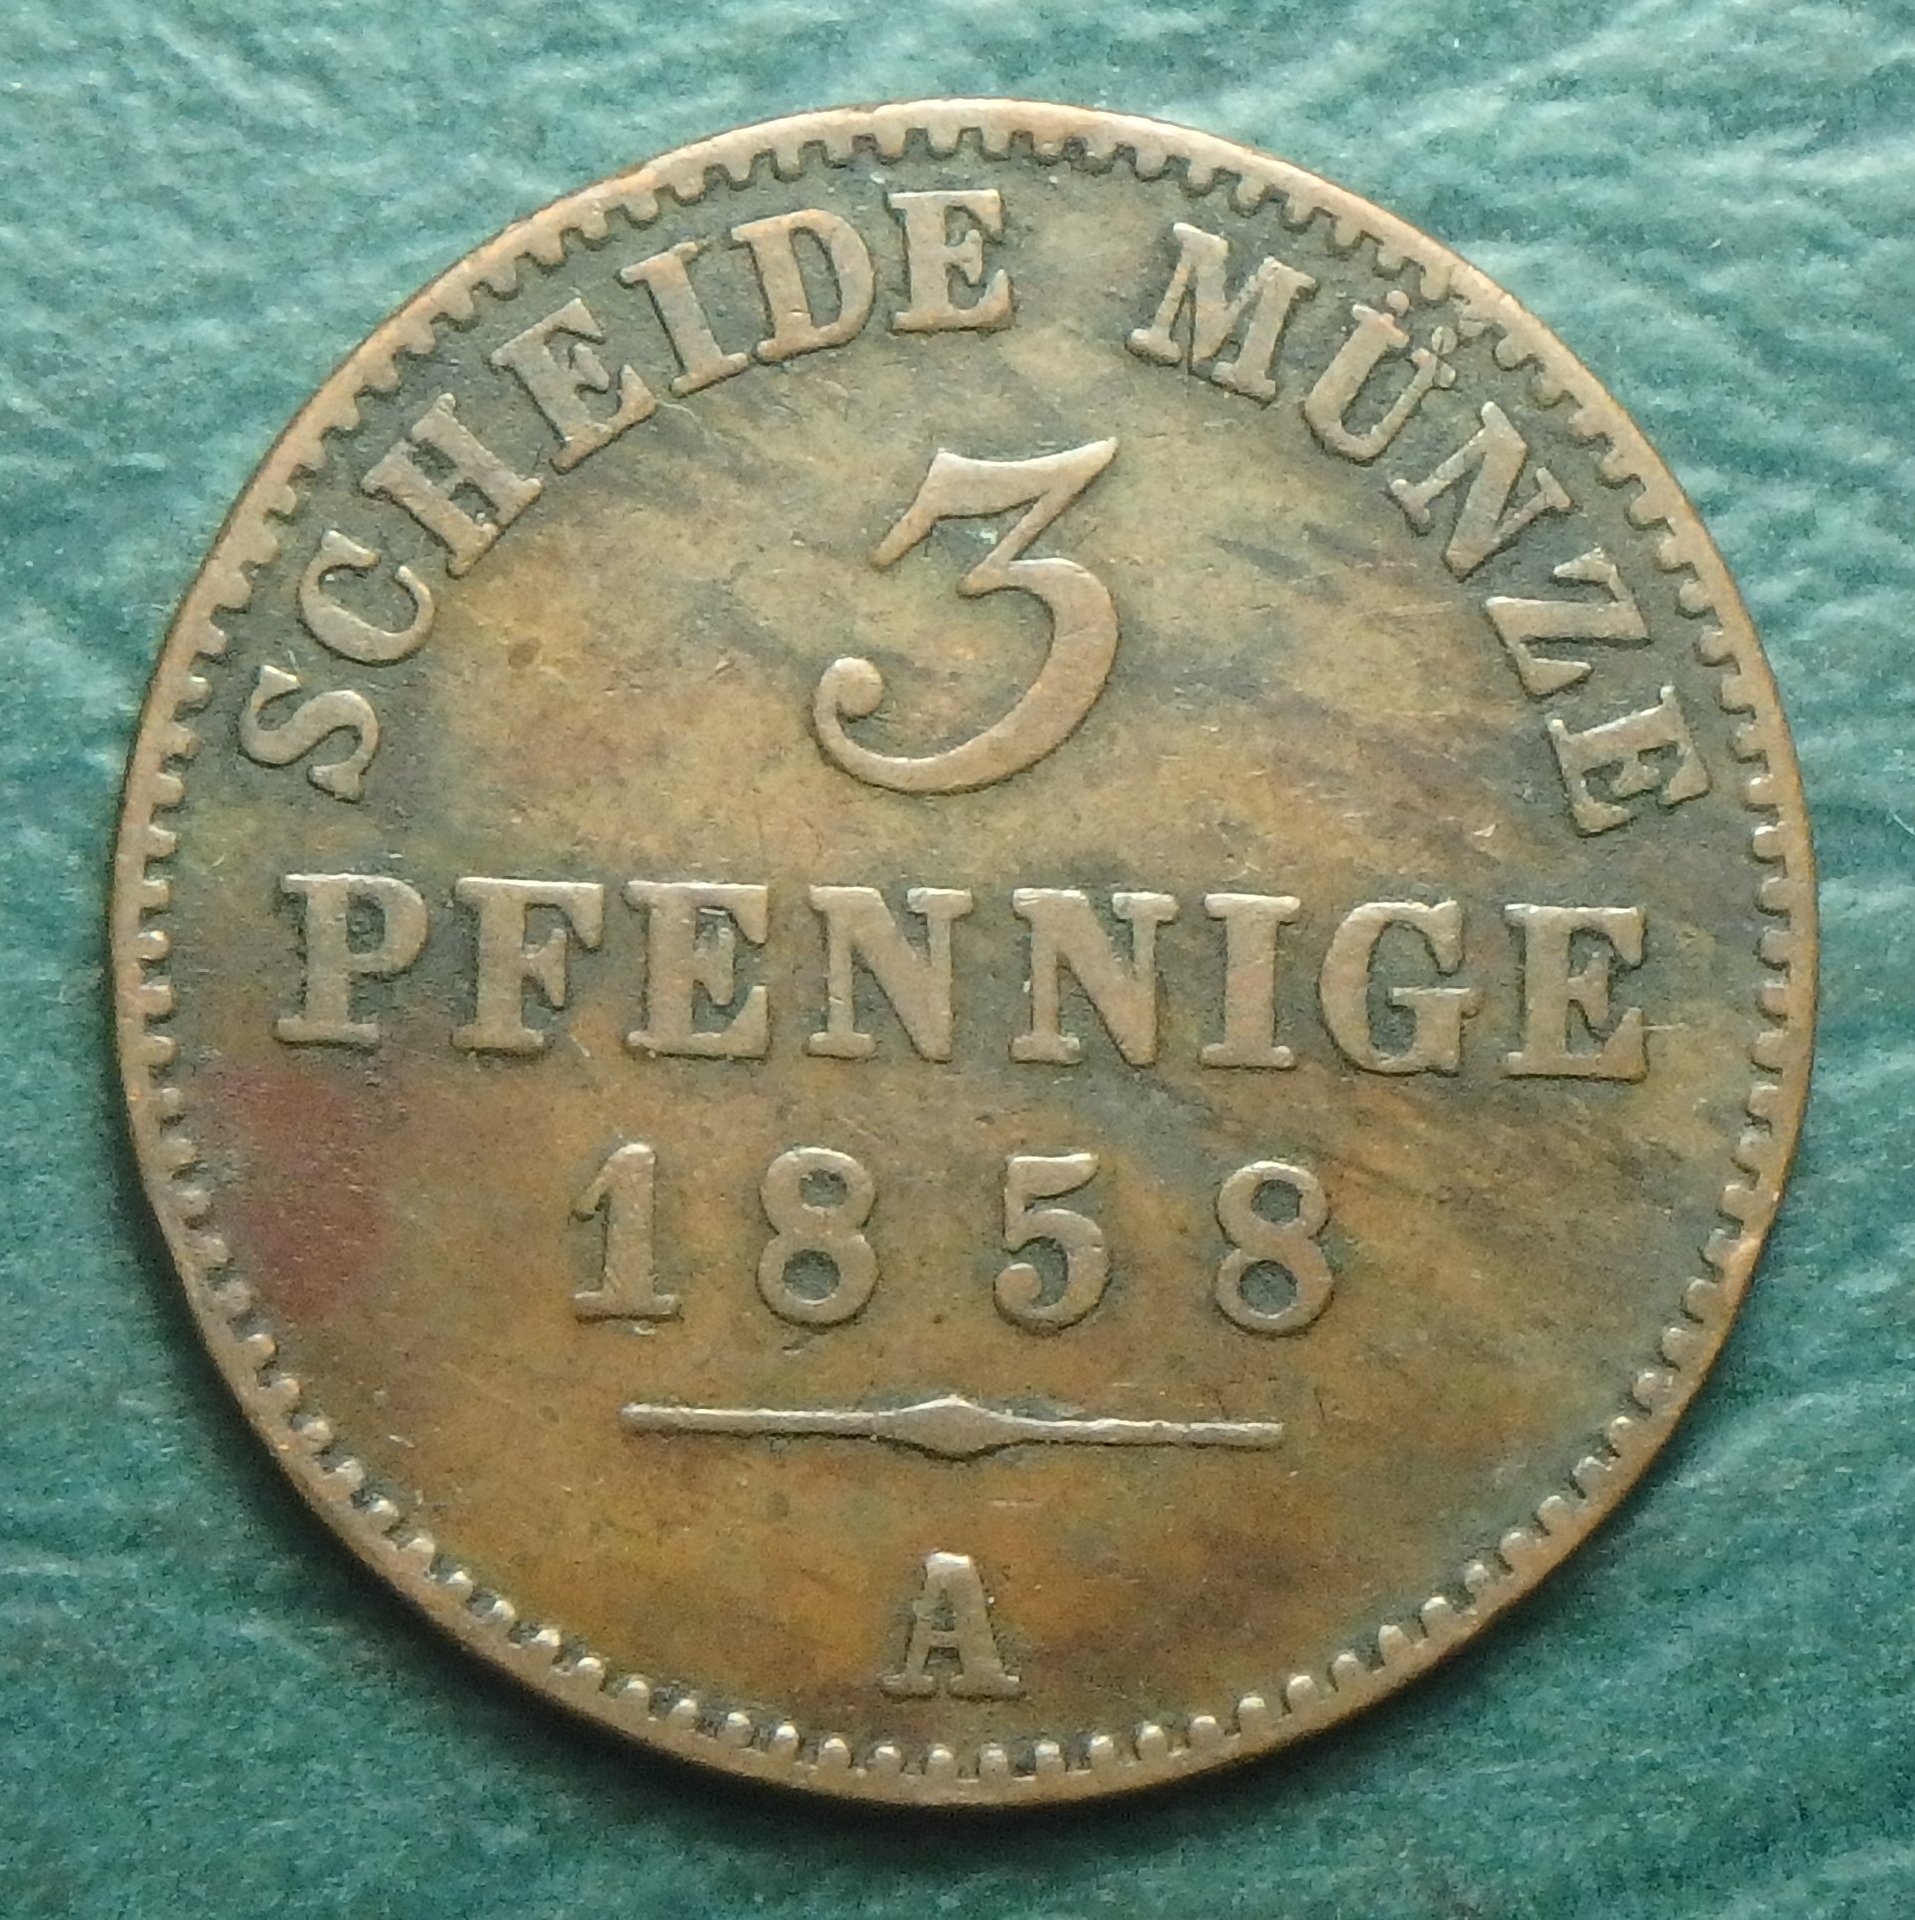 SCHEIDE MÜNZE
3
PFENNIGE
1858
A